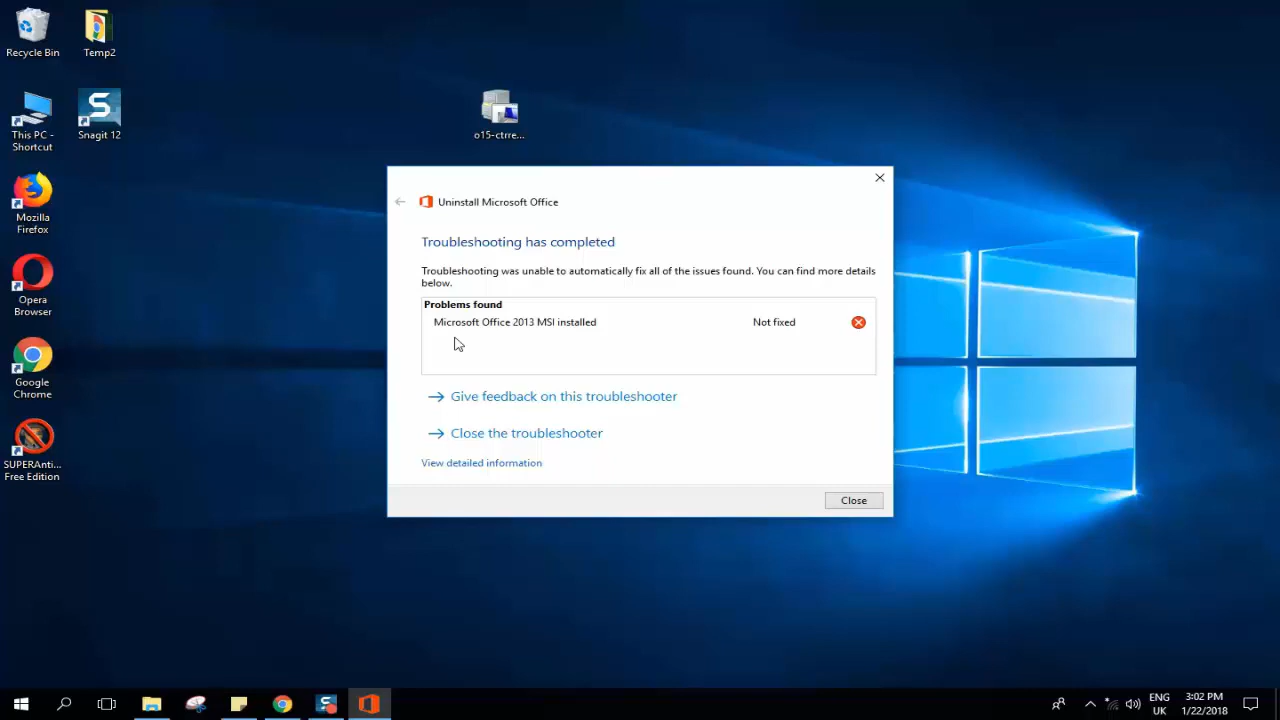 Recycle Bin
Temp2
This PC -
Shortcut
Snagit 12
o15-ctrre...
Mozilla
Firefox
Opera
Browser
Google
Chrome
SUPERAnti...
Free Edition
Uninstall Microsoft Office
Troubleshooting has completed
Troubleshooting was unable to automatically fix all of the issues found. You can find more details
below.
Problems found
Microsoft Office 2013 MSI installed Not fixed
Give feedback on this troubleshooter
Close the troubleshooter
View detailed information
Close
ENG
UK
3:02 PM
1/22/2018